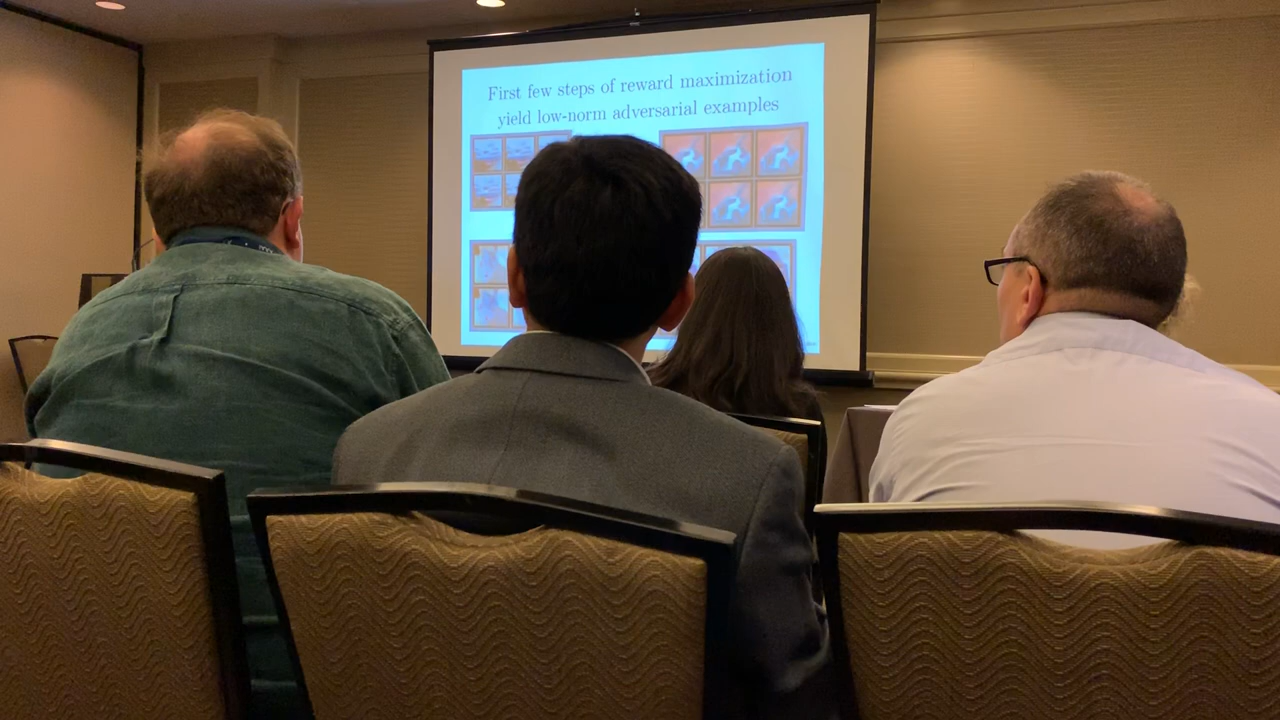 First few steps of reward maximization
yield low-norm adversarial examples